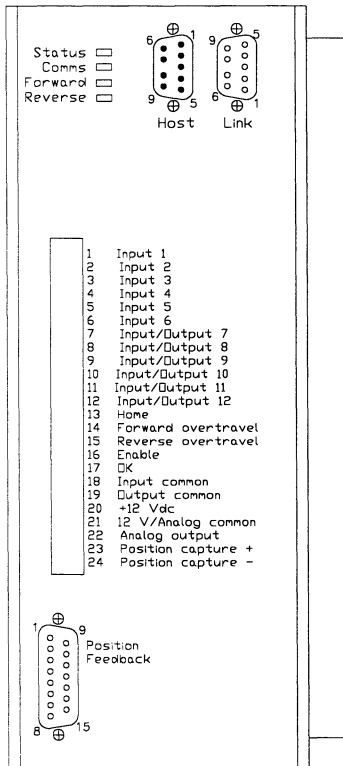 Status
Comms
Forward
Reverse
6 1
9 5
Host
9 5
6 1
Link
1 Input 1
2 Input 2
3 Input 3
4 Input 4
5 Input 5
6 Input 6
7 Input/Output 7
8 Input/Output 8
9 Input/Output 9
10 Input/Output 10
11 Input/Output 11
12 Input/Output 12
13 Home
14 Forward overtravel
15 Reverse overtravel
16 Enable
17 OK
18 Input common
19 Output common
20 +12 Vdc
21 12 V/Analog common
22 Analog output
23 Position capture +
24 Position capture -
1 9
Position
Feedback
8 15